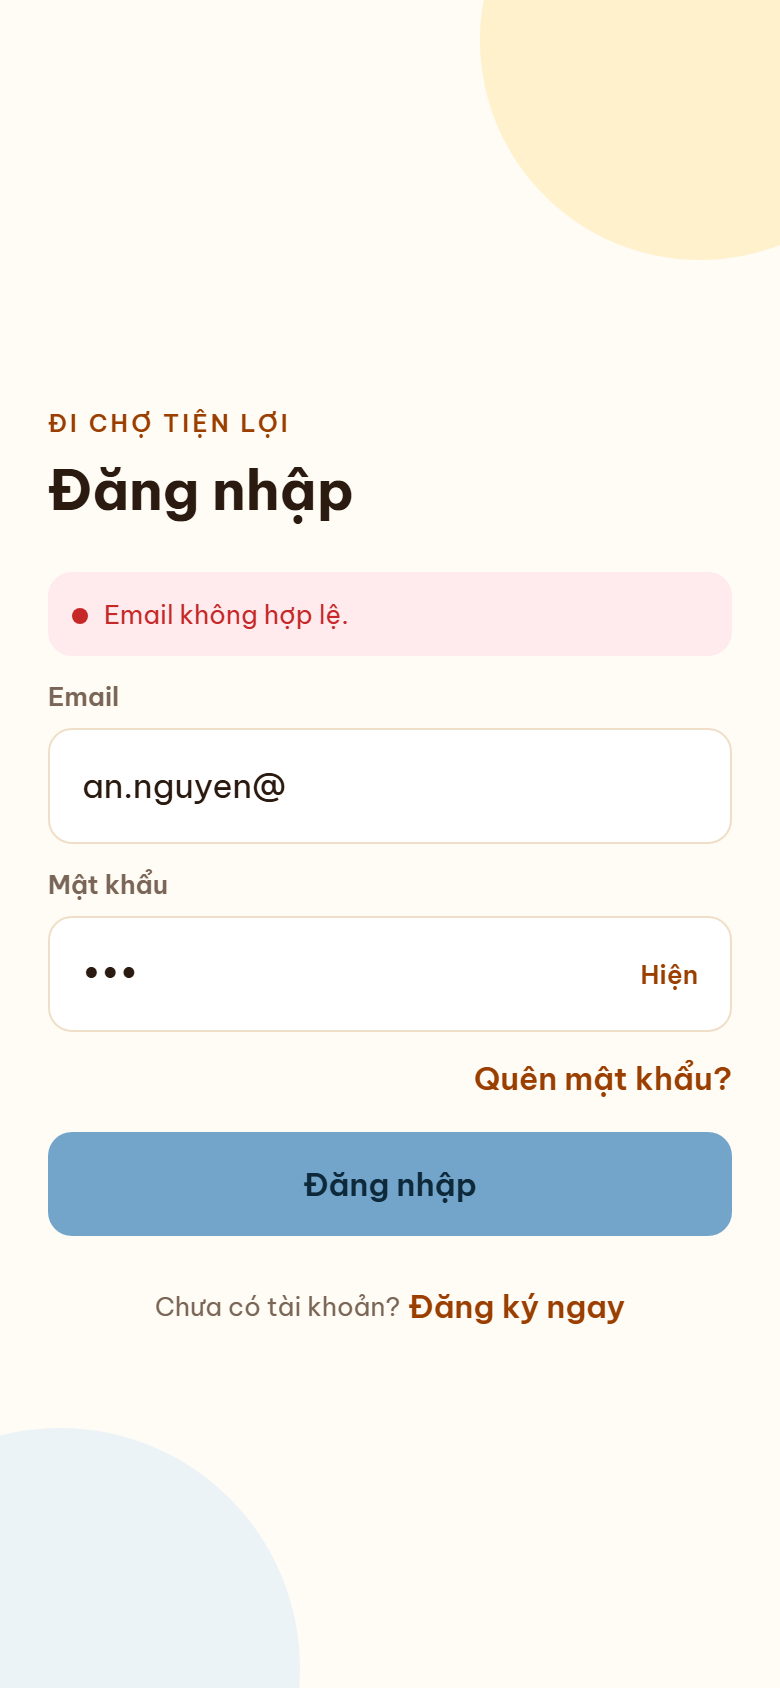 ĐI CHỢ TIỆN LỢI
Đăng nhập
Email không hợp lệ.
Email
an.nguyen@
Mật khẩu
•••
Hiện
Quên mật khẩu?
Đăng nhập
Chưa có tài khoản? Đăng ký ngay